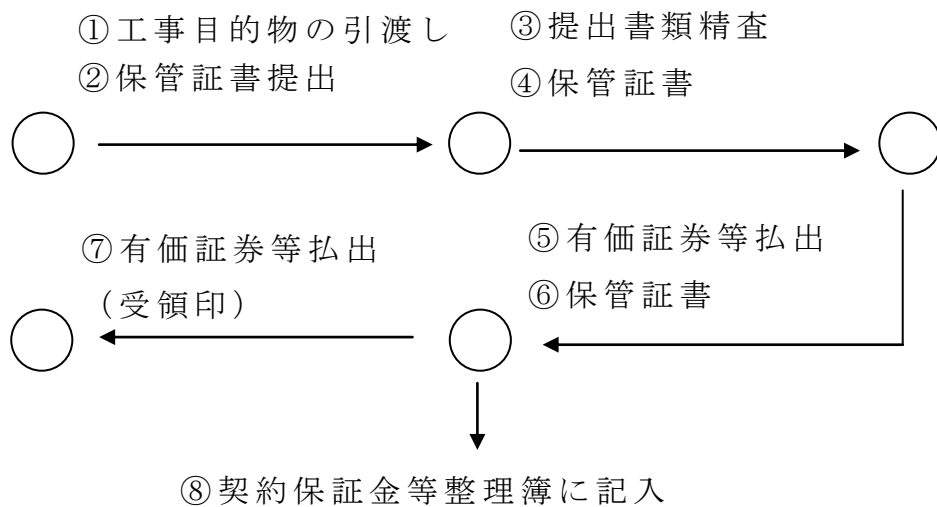 ①工事目的物の引渡し
②保管証書提出
③提出書類精査
④保管証書
⑤有価証券等払出
⑥保管証書
⑦有価証券等払出
（受領印）
⑧契約保証金等整理簿に記入